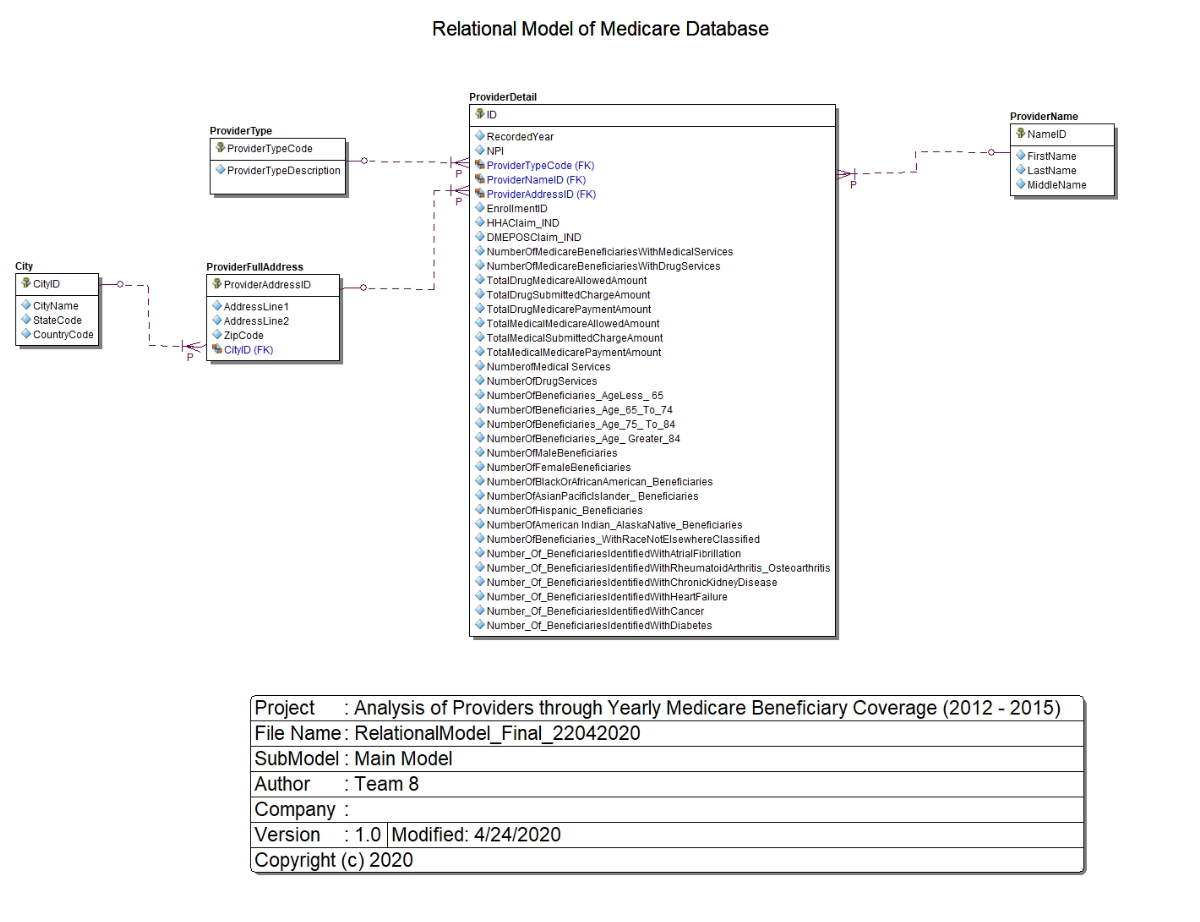 Relational Model of Medicare Database
ProviderType
ProviderTypeCode
ProviderTypeDescription
City
CityID
CityName
StateCode
CountryCode
ProviderFullAddress
ProviderAddressID
AddressLine1
AddressLine2
ZipCode
CityID (FK)
P
P
P
ProviderDetail
ID
RecordedYear
NPI
ProviderTypeCode (FK)
ProviderNameID (FK)
ProviderAddressID (FK)
EnrollmentID
HHAClaim_IND
DMEPOSClaim_IND
NumberOfMedicareBeneficiariesWithMedicalServices
NumberOfMedicareBeneficiariesWithDrugServices
TotalDrugMedicareAllowedAmount
TotalDrugSubmittedChargeAmount
TotalDrugMedicarePaymentAmount
TotalMedicalMedicareAllowedAmount
TotalMedicalSubmittedChargeAmount
TotaMedicalMedicarePaymentAmount
NumberofMedical Services
NumberOfDrugServices
NumberOfBeneficiaries_AgeLess_ 65
NumberOfBeneficiaries_Age_65_To_74
NumberOfBeneficiaries_Age_75_ To_84
NumberOfBeneficiaries_Age_ Greater_84
NumberOfMaleBeneficiaries
NumberOfFemaleBeneficiaries
NumberOfBlackOrAfricanAmerican_Beneficiaries
NumberOfAsianPacificIslander_ Beneficiaries
NumberOfHispanic_Beneficiaries
NumberOfAmerican Indian_AlaskaNative_Beneficiaries
NumberOfBeneficiaries_WithRaceNotElsewhereClassified
Number_Of_BeneficiariesIdentifiedWithAtrialFibrillation
Number_Of_BeneficiariesIdentifiedWithRheumatoidArthritis_Osteoarthritis
Number_Of_BeneficiariesIdentifiedWithChronicKidneyDisease
Number_Of_BeneficiariesIdentifiedWithHeartFailure
Number_Of_BeneficiariesIdentifiedWithCancer
Number_Of_BeneficiariesIdentifiedWithDiabetes
P
ProviderName
NameID
FirstName
LastName
MiddleName
Project : Analysis of Providers through Yearly Medicare Beneficiary Coverage (2012 - 2015)
File Name : RelationalModel_Final_22042020
SubModel : Main Model
Author : Team 8
Company :
Version : 1.0 Modified: 4/24/2020
Copyright (c) 2020